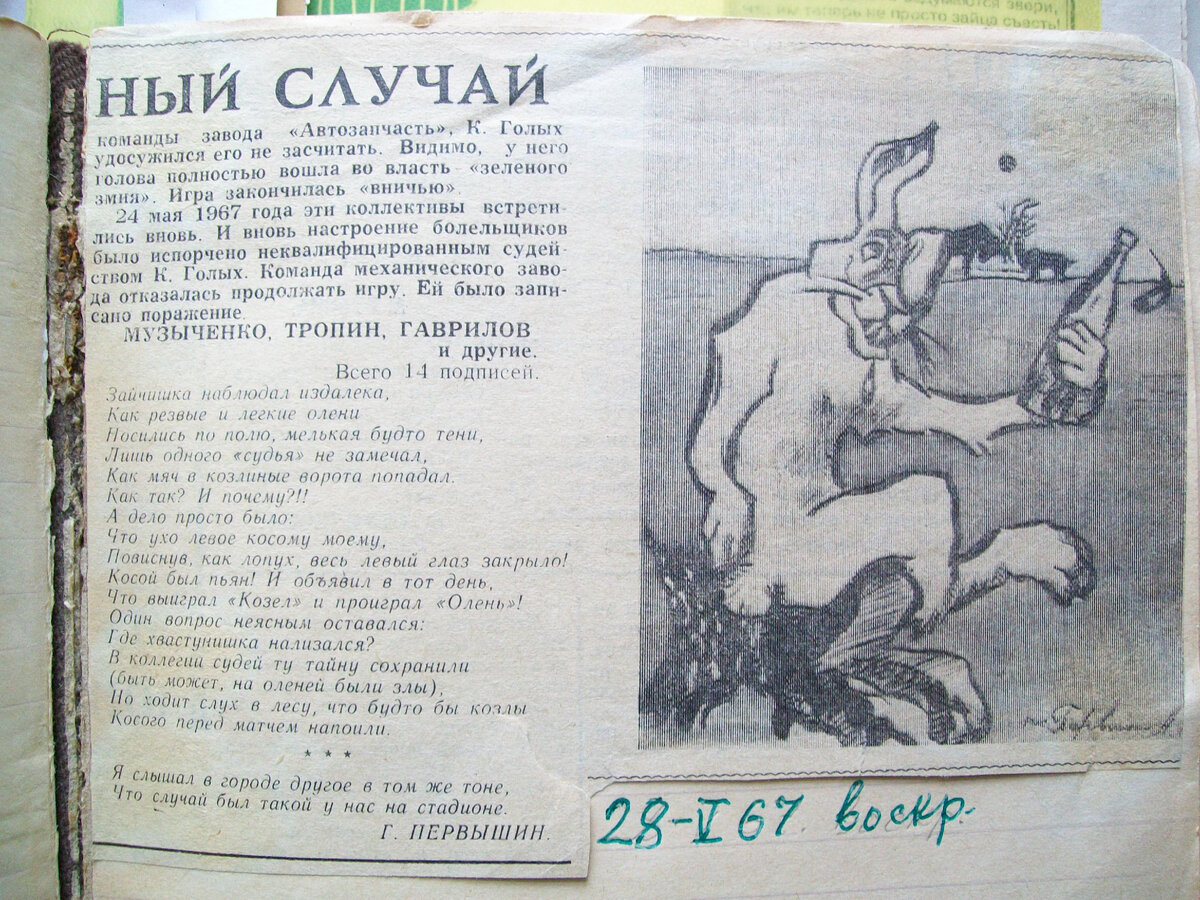 думаются звери,
теперь не просто зайца съесть!
НЫЙ СЛУЧАЙ
команды завода «Автозапчасть», К. Голых
удосужился его не засчитать. Видимо, у него
голова полностью вошла во власть «зеленого
змия». Игра закончилась «вничью».
24 мая 1967 года эти коллективы встрети-
лись вновь. И вновь настроение болельщиков
было испорчено неквалифицированным судей-
ством К. Голых. Команда механического заво-
да отказалась продолжать игру. Ей было запи-
сано поражение.
МУЗЫЧЕНКО, ТРОПИН, ГАВРИЛОВ
и другие.
Всего 14 подписей.
Зайчишка наблюдал издалека,
Как резвые и легкие олени
Носились по полю, мелькая будто тени,
Лишь одного «судья» не замечал,
Как мяч в козлиные ворота попадал.
Как так? И почему?!!
А дело просто было:
Что ухо левое косому моему,
Повиснув, как лопух, весь левый глаз закрыло!
Косой был пьян! И объявил в тот день,
Что выиграл «Козел» и проиграл «Олень»!
Один вопрос неясным оставался:
Где хвастунишка нализался?
В коллегии судей ту тайну сохранили
(быть может, на оленей были злы),
Но ходит слух в лесу, что будто бы козлы
Косого перед матчем напоили.
* * *
Я слышал в городе другое в том же тоне,
Что случай был такой у нас на стадионе.
Г. ПЕРВЫШИН.
28-V 67 воскр.